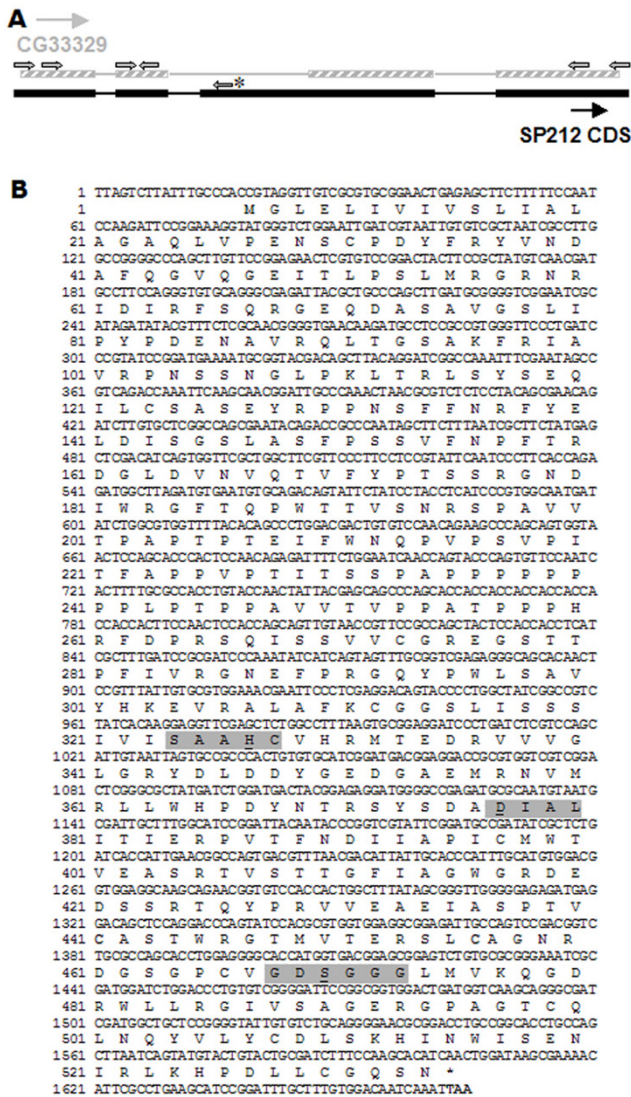 A
CG33329
*
SP212 CDS
B
1 TTAGTCTTATTTGCCCACCGTAGGTTGTCGCGTGCGGAACTGAGAGCTTCTTTTTCCAAT
1 M G L E L I V I V S L I A L
61 CCAAGATTCCGGAAAGGTATGGGTCTGGAATTGATCGTAATTGTGTCGCTAATCGCCTTG
21 A G A Q L V P E N S C P D Y F R Y V N D
121 GCCGGGGCCCAGCTTGTTCCGGAGAACTCGTGTCCGGACTACTTCCGCTATGTCAACGAT
41 A F Q G V Q G E I T L P S L M R G R N R
181 GCCTTCCAGGGTGTGCAGGGCGAGATTACGCTGCCCAGCTTGATGCGGGGTCGGAATCGC
61 I D I R F S Q R G E Q D A S A V G S L I
241 ATAGATATACGTTTCTCGCAACGGGGTGAACAAGATGCCTCCGCCGTGGGTTCCCTGATC
81 P Y P D E N A V R Q L T G S A K F R I A
301 CCGTATCCGGATGAAAATGCGGTACGACAGCTTACAGGATCGGCCAAATTTCGAATAGCC
101 V R P N S S N G L P K L T R L S Y S E Q
361 GTCAGACCAAATTCAAGCAACGGATTGCCCAAACTAACGCGTCTCTCCTACAGCGAACAG
121 I L C S A S E Y R P P N S F F N R F Y E
421 ATCTTGTGCTCGGCCAGCGAATACAGACCGCCCAATAGCTTCTTTAATCGCTTCTATGAG
141 L D I S G S L A S F P S S V F N P F T R
481 CTCGACATCAGTGGTTCGCTGGCTTCGTTCCCTTCCTCCGTATTCAATCCCTTCACCAGA
161 D G L D V N V Q T V F Y P T S S R G N D
541 GATGGCTTAGATGTGAATGTGCAGACAGTATTCTATCCTACCTCATCCCGTGGCAATGAT
181 I W R G F T Q P W T T V S N R S P A V V
601 ATCTGGCGTGGTTTTACACAGCCCTGGACGACTGTGTCCAACAGAAGCCCAGCAGTGGTA
201 T P A P T P T E I F W N Q P V P S V P I
661 ACTCCAGCACCCACTCCAACAGAGATTTTCTGGAATCAACCAGTACCCAGTGTTCCAATC
221 T F A P P V P T I T S S P A P P P P P P
721 ACTTTTGCGCCACCTGTACCAACTATTACGAGCAGCCCAGCACCACCACCACCACCACCA
241 P P L P T P P A V V T V P P A T P P P H
781 CCACCACTTCCAACTCCACCAGCAGTTGTAACCGTTCCGCCAGCTACTCCACCACCTCAT
261 R F D P R S Q I S S V V C G R E G S T T
841 CGCTTTGATCCGCGATCCCAAATATCATCAGTAGTTTGCGGTCGAGAGGGCAGCACAACT
281 P F I V R G N E F P R G Q Y P W L S A V
901 CCGTTTATTGTGCGTGGAAACGAATTCCCTCGAGGACAGTACCCCTGGCTATCGGCCGTC
301 Y H K E V R A L A F K C G G S L I S S S
961 TATCACAAGGAGGTTCGAGCTCTGGCCTTTAAGTGCGGAGGATCCCTGATCTCGTCCAGC
321 I V I S A A H C V H R M T E D R V V V G
1021 ATTGTAATTAGTGCCGCCCACTGTGTGCATCGGATGACGGAGGACCGCGTGGTCGTCGGA
341 L G R Y D L D D Y G E D G A E M R N V M
1081 CTCGGGCGCTATGATCTGGATGACTACGGAGAGGATGGGGCCGAGATGCGCAATGTAATG
361 R L L W H P D Y N T R S Y S D A D I A L
1141 CGATTGCTTTGGCATCCGGATTACAATACCCGGTCGTATTCGGATGCCGATATCGCTCTG
381 I T I E R P V T F N D I I A P I C M W T
1201 ATCACCATTGAACGGCCAGTGACGTTTAACGACATTATTGCACCCATTTGCATGTGGACG
401 V E A S R T V S T T G F I A G W G R D E
1261 GTGGAGGCAAGCAGAACGGTGTCCACCACTGGCTTTATAGCGGGTTGGGGGAGAGATGAG
421 D S S R T Q Y P R V V E A E I A S P T V
1321 GACAGCTCCAGGACCCAGTATCCACGCGTGGTGGAGGCGGAGATTGCCAGTCCGACGGTC
441 C A S T W R G T M V T E R S L C A G N R
1381 TGCGCCAGCACCTGGAGGGGCACCATGGTGACGGAGCGGAGTCTGTGCGCGGGAAATCGC
461 D G S G P C V G D S G G G L M V K Q G D
1441 GATGGATCTGGACCCTGTGTCGGGGATTCCGGCGGTGGACTGATGGTCAAGCAGGGCGAT
481 R W L L R G I V S A G E R G P A G T C Q
1501 CGATGGCTGCTCCGGGGTATTGTGTCTGCAGGGGAACGCGGACCTGCCGGCACCTGCCAG
501 L N Q Y V L Y C D L S K H I N W I S E N
1561 CTTAATCAGTATGTACTGTACTGCGATCTTTCCAAGCACATCAACTGGATAAGCGAAAAC
521 I R L K H P D L L C G Q S N *
1621 ATTCGCCTGAAGCATCCGGATTTGCTTTGTGGACAATCAAATTAA